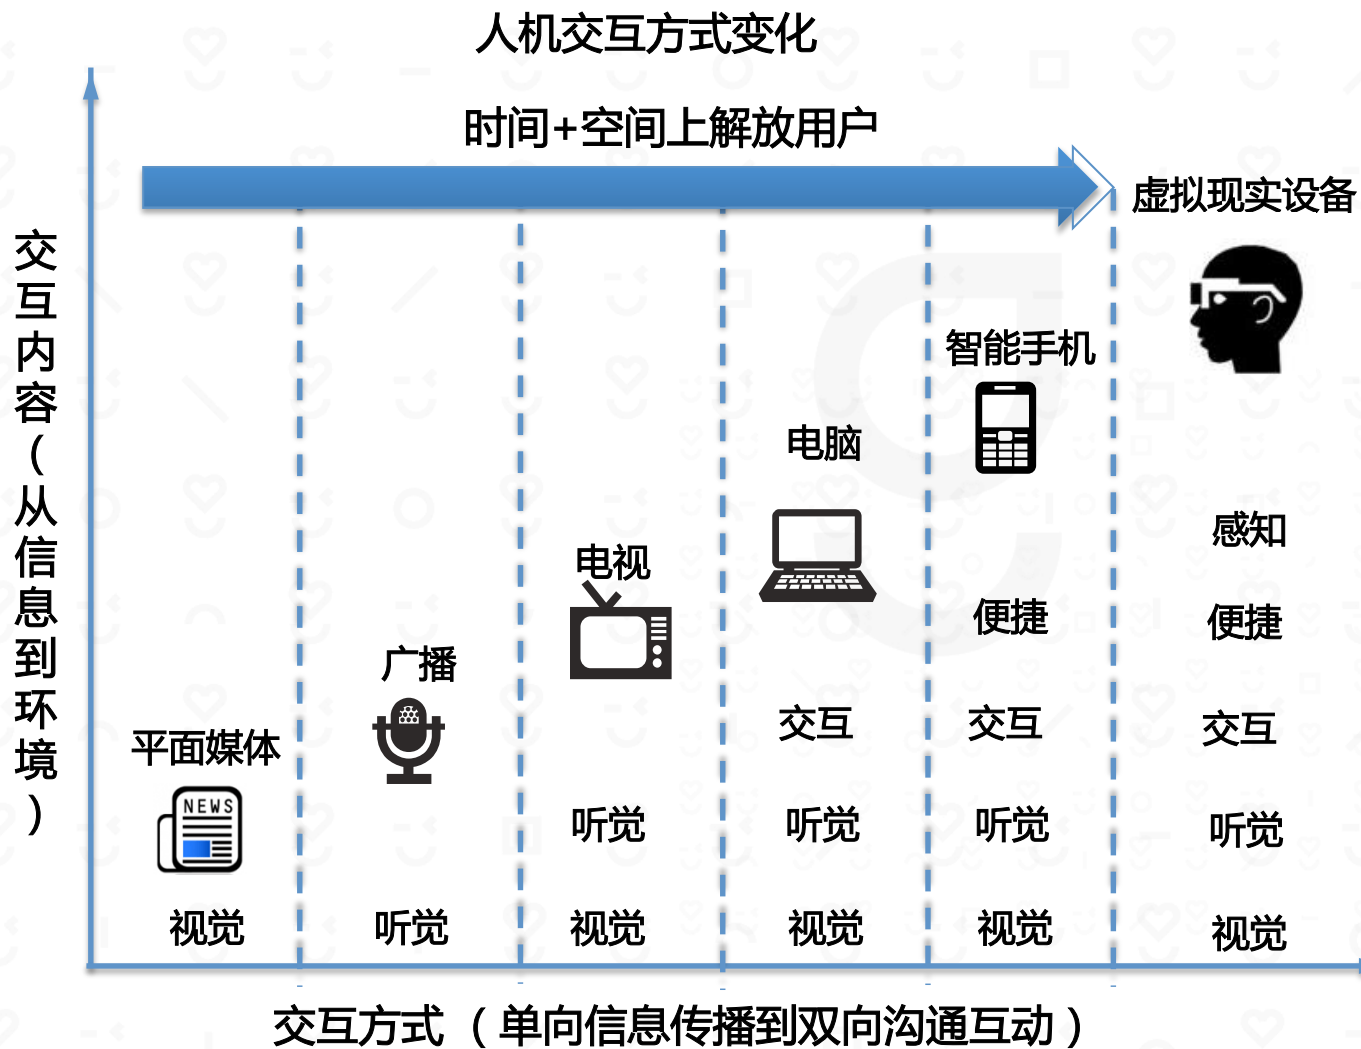 人机交互方式变化
时间+空间上解放用户
虚拟现实设备
交互内容（从信息到环境）
智能手机
电脑
电视
广播
平面媒体
NEWS
感知
便捷
便捷
交互
交互
交互
听觉
听觉
听觉
听觉
视觉
听觉
视觉
视觉
视觉
视觉
交互方式（单向信息传播到双向沟通互动）